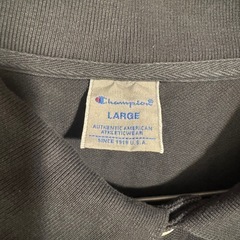 Champion®
LARGE
AUTHENTIC AMERICAN
ATHLETICWEAR
SINCE 1919 U.S.A.